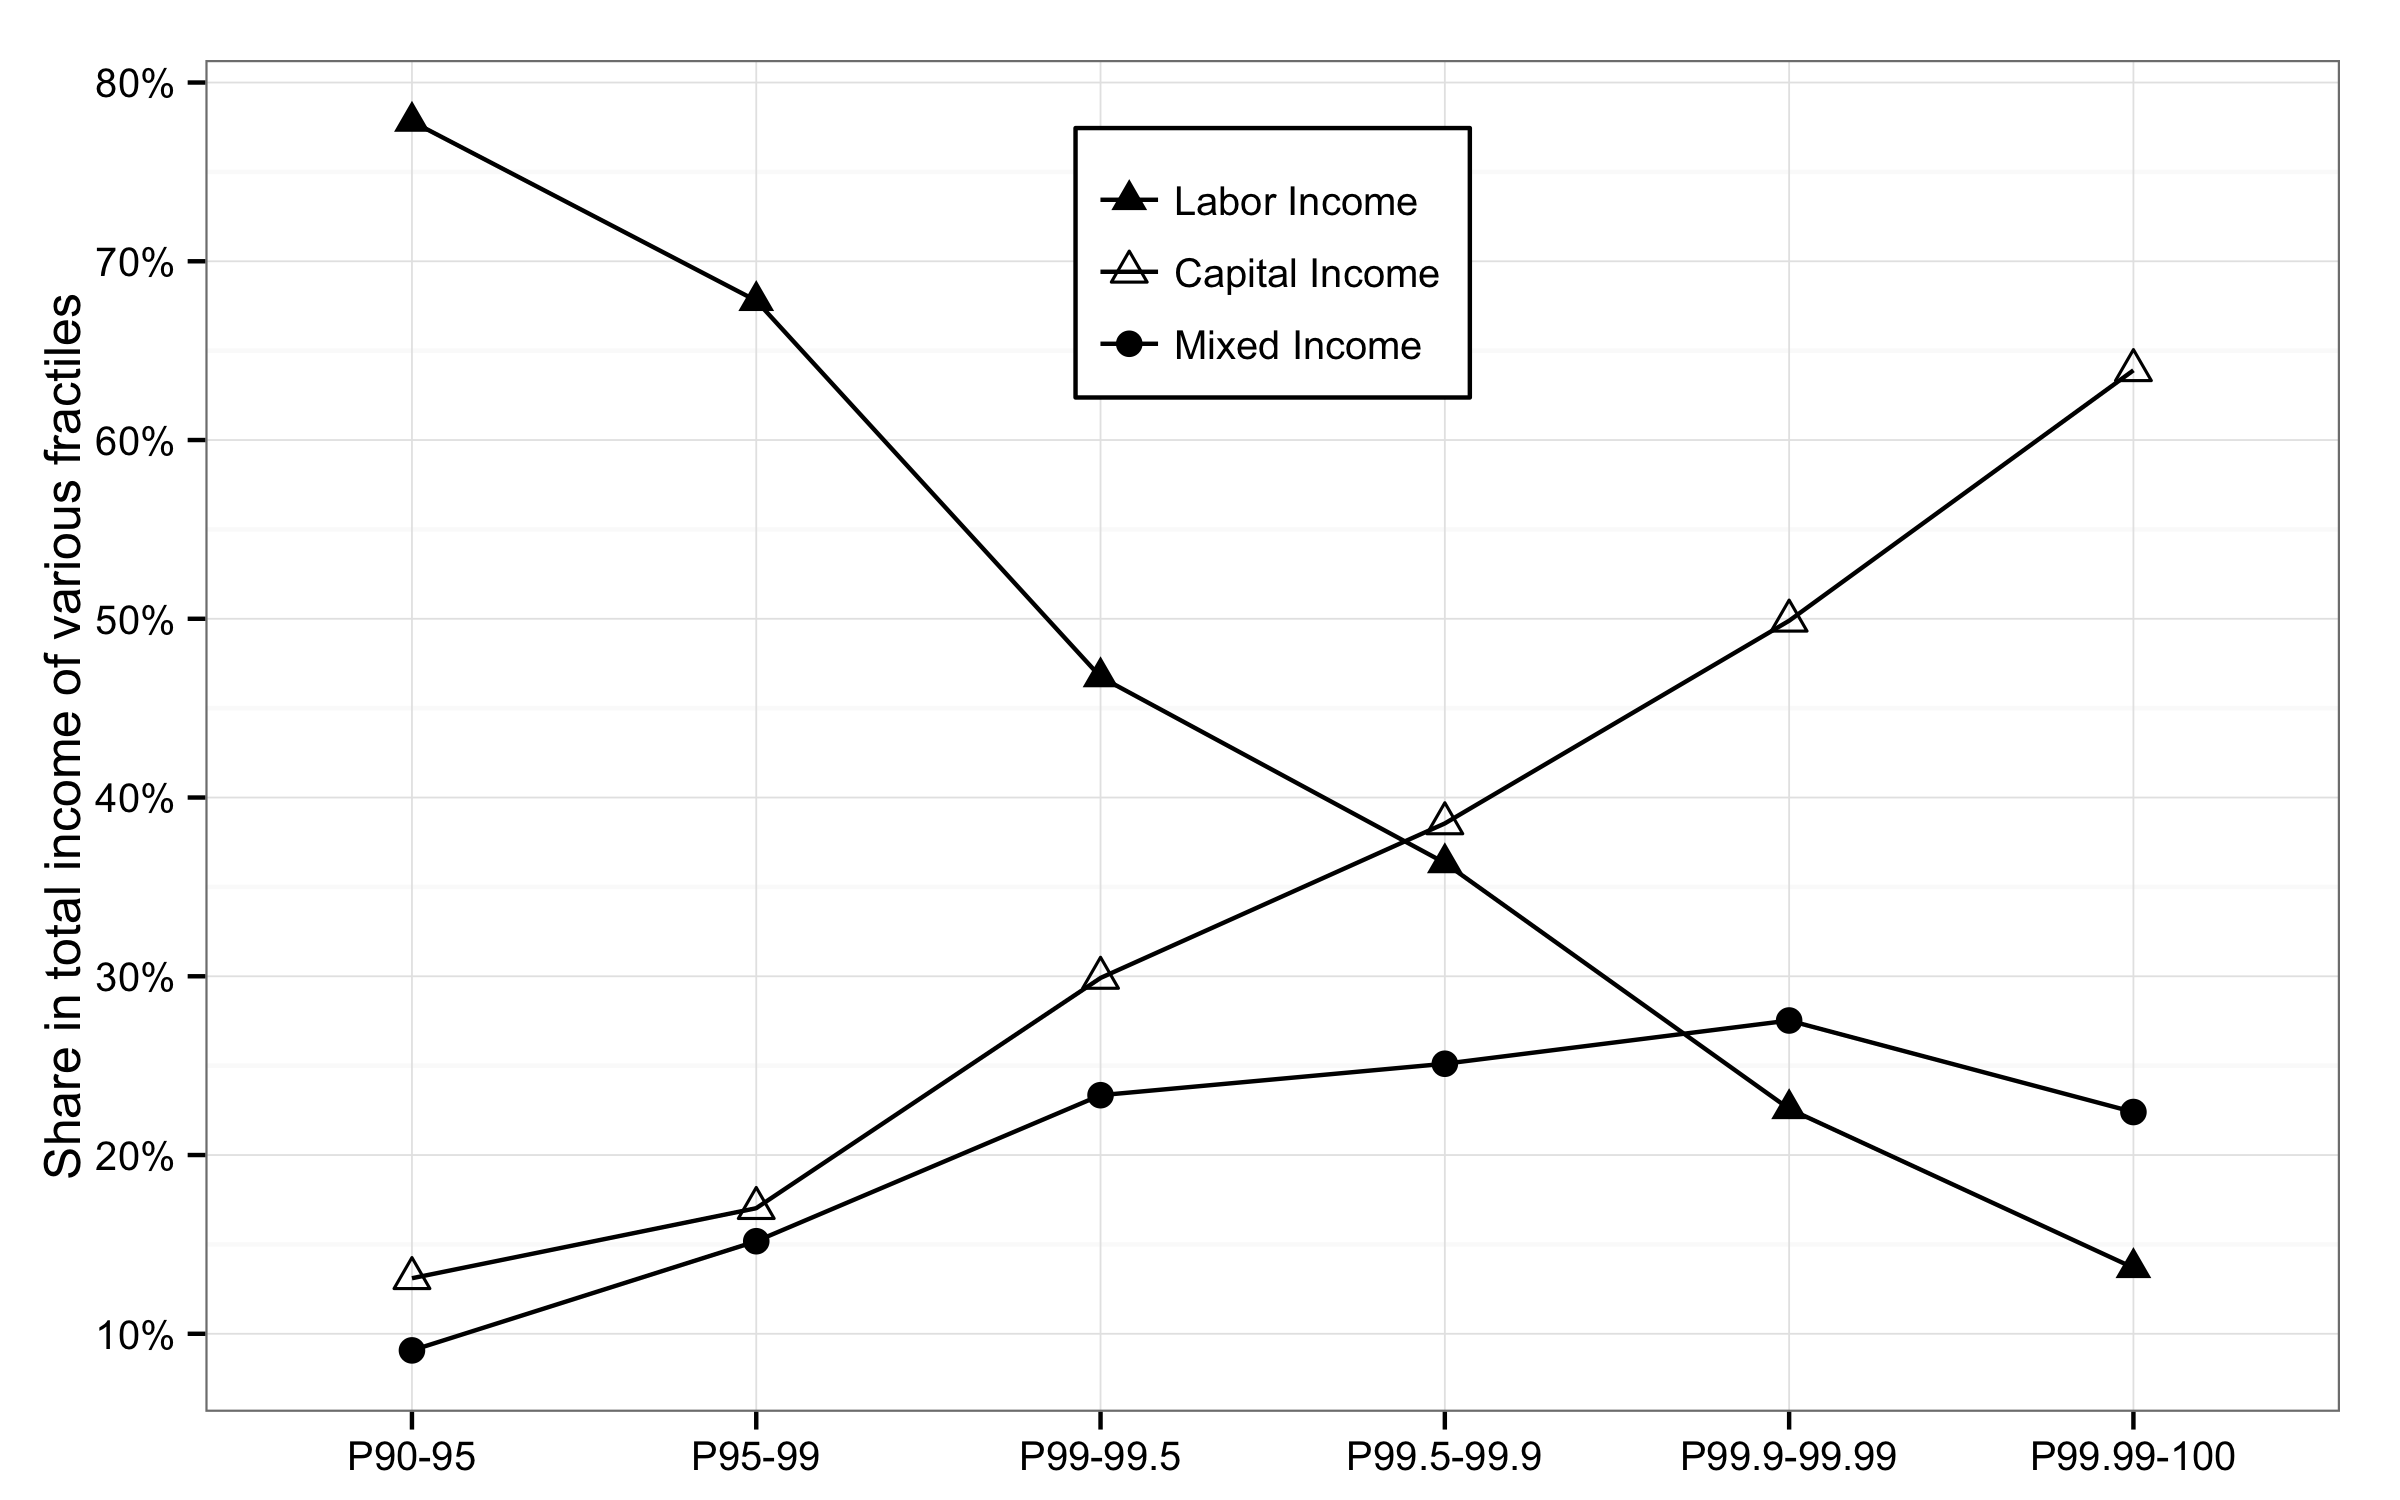 Share in total income of various fractiles
80%
70%
60%
50%
40%
30%
20%
10%
Labor Income
Capital Income
Mixed Income
P90-95
P95-99
P99-99.5
P99.5-99.9
P99.9-99.99
P99.99-100